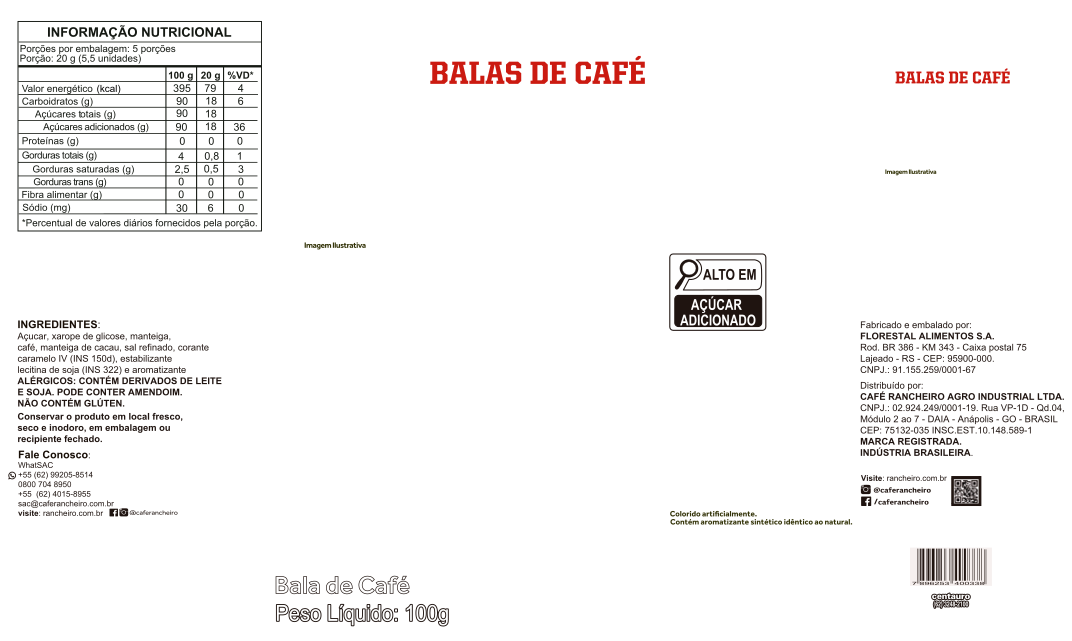 INFORMAÇÃO NUTRICIONAL
Porções por embalagem: 5 porções
Porção: 20 g (5,5 unidades)
100 g 20 g %VD*
Valor energético (kcal) 395 79 4
Carboidratos (g) 90 18 6
Açúcares totais (g) 90 18
Açúcares adicionados (g) 90 18 36
Proteínas (g) 0 0 0
Gorduras totais (g) 4 0,8 1
Gorduras saturadas (g) 2,5 0,5 3
Gorduras trans (g) 0 0 0
Fibra alimentar (g) 0 0 0
Sódio (mg) 30 6 0
*Percentual de valores diários fornecidos pela porção.
INGREDIENTES:
Açucar, xarope de glicose, manteiga,
café, manteiga de cacau, sal refinado, corante
caramelo IV (INS 150d), estabilizante
lecitina de soja (INS 322) e aromatizante
ALÉRGICOS: CONTÉM DERIVADOS DE LEITE
E SOJA. PODE CONTER AMENDOIM.
NÃO CONTÉM GLÚTEN.
Conservar o produto em local fresco,
seco e inodoro, em embalagem ou
recipiente fechado.
Fale Conosco:
WhatSAC
+55 (62) 99205-8514
0800 704 8950
+55 (62) 4015-8955
sac@caferancheiro.com.br
visite: rancheiro.com.br @caferancheiro
BALAS DE CAFÉ
Imagem Ilustrativa
Bala de Café
Peso Líquido: 100g
ALTO EM
AÇÚCAR
ADICIONADO
Colorido artificialmente.
Contém aromatizante sintético idêntico ao natural.
BALAS DE CAFÉ
Imagem Ilustrativa
Fabricado e embalado por:
FLORESTAL ALIMENTOS S.A.
Rod. BR 386 - KM 343 - Caixa postal 75
Lajeado - RS - CEP: 95900-000.
CNPJ.: 91.155.259/0001-67
Distribuído por:
CAFÉ RANCHEIRO AGRO INDUSTRIAL LTDA.
CNPJ.: 02.924.249/0001-19. Rua VP-1D - Qd.04,
Módulo 2 ao 7 - DAIA - Anápolis - GO - BRASIL
CEP: 75132-035 INSC.EST.10.148.589-1
MARCA REGISTRADA.
INDÚSTRIA BRASILEIRA.
Visite: rancheiro.com.br
@caferancheiro
/caferancheiro
7 896253 400338
centauro